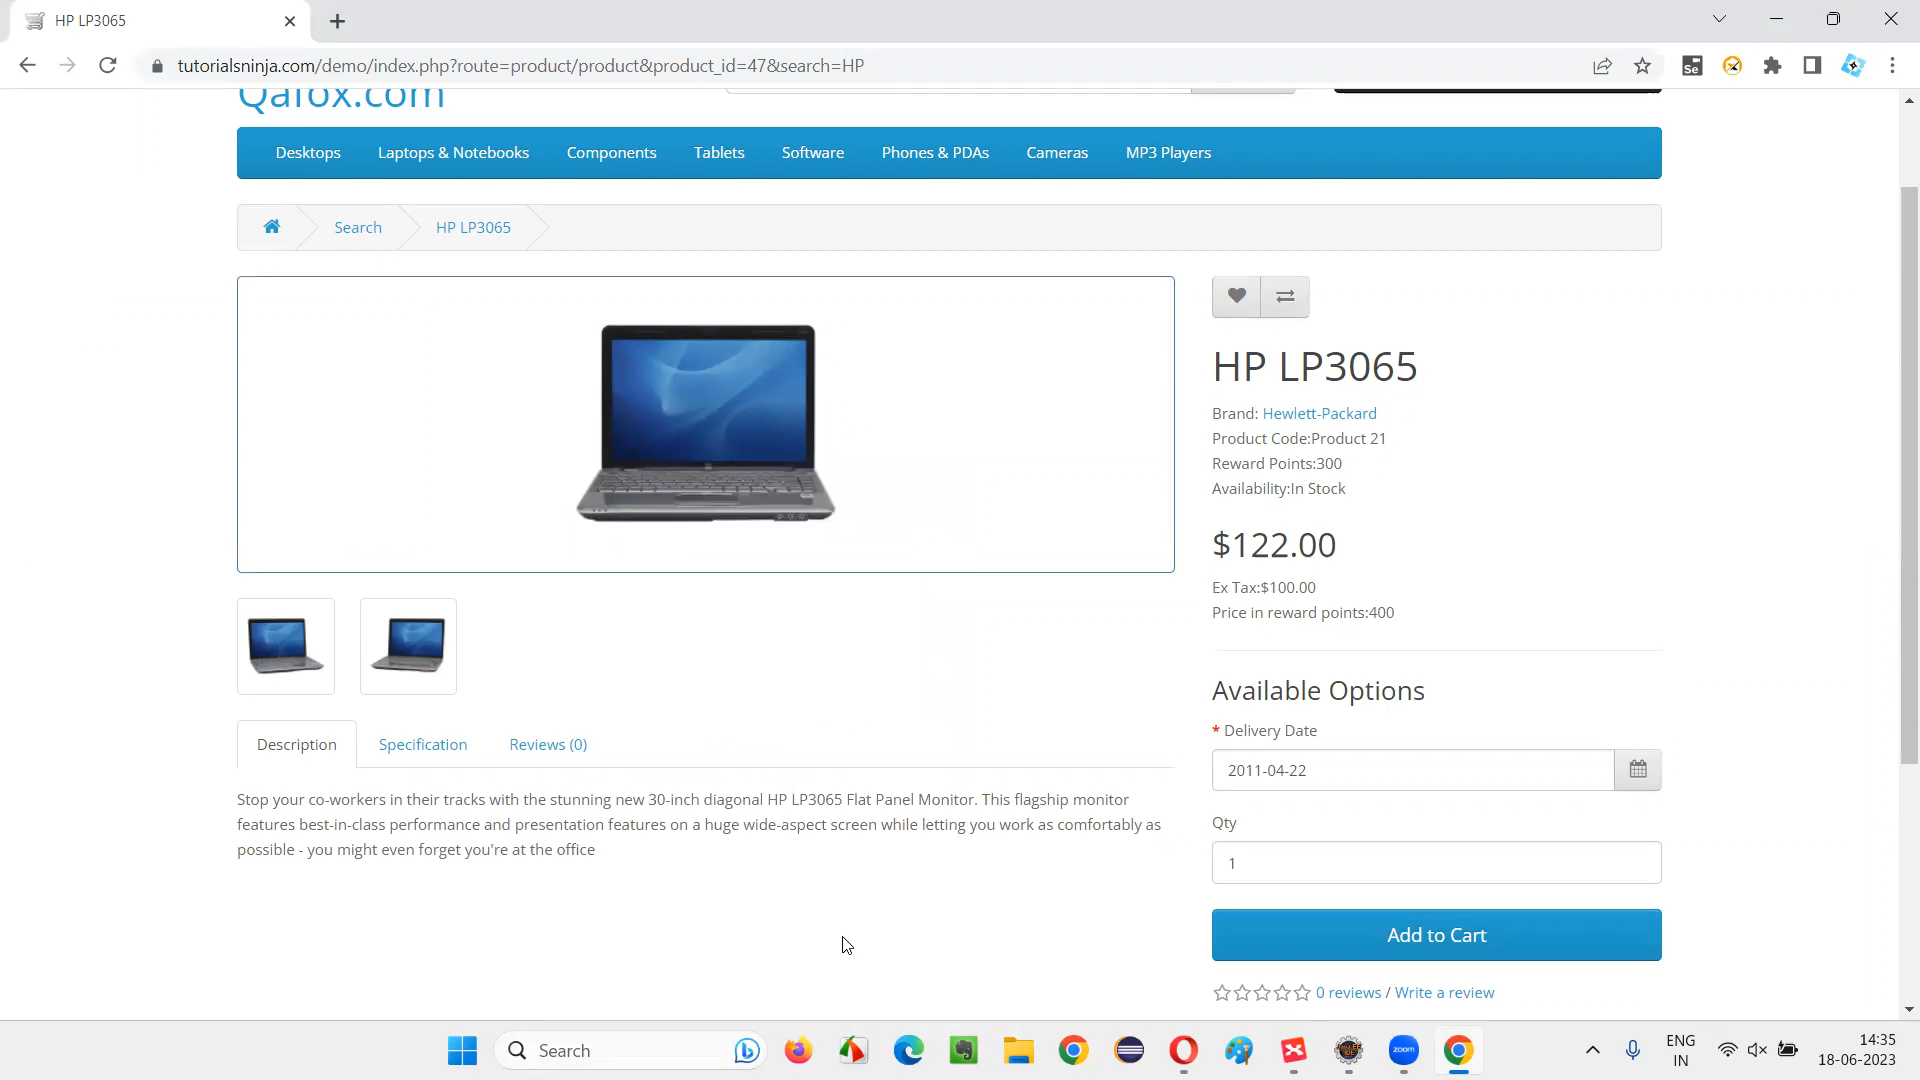 HP LP3065
tutorialsninja.com/demo/index.php?route=product/product&product_id=47&search=HP
Qafox.com
Desktops Laptops & Notebooks Components Tablets Software Phones & PDAs Cameras MP3 Players
Search HP LP3065
HP LP3065
Brand: Hewlett-Packard
Product Code:Product 21
Reward Points:300
Availability:In Stock
$122.00
Ex Tax:$100.00
Price in reward points:400
Available Options
* Delivery Date
2011-04-22
Qty
1
Add to Cart
0 reviews / Write a review
Description Specification Reviews (0)
Stop your co-workers in their tracks with the stunning new 30-inch diagonal HP LP3065 Flat Panel Monitor. This flagship monitor
features best-in-class performance and presentation features on a huge wide-aspect screen while letting you work as comfortably as
possible - you might even forget you're at the office
Search
Se
zoom
ENG
IN
14:35
18-06-2023